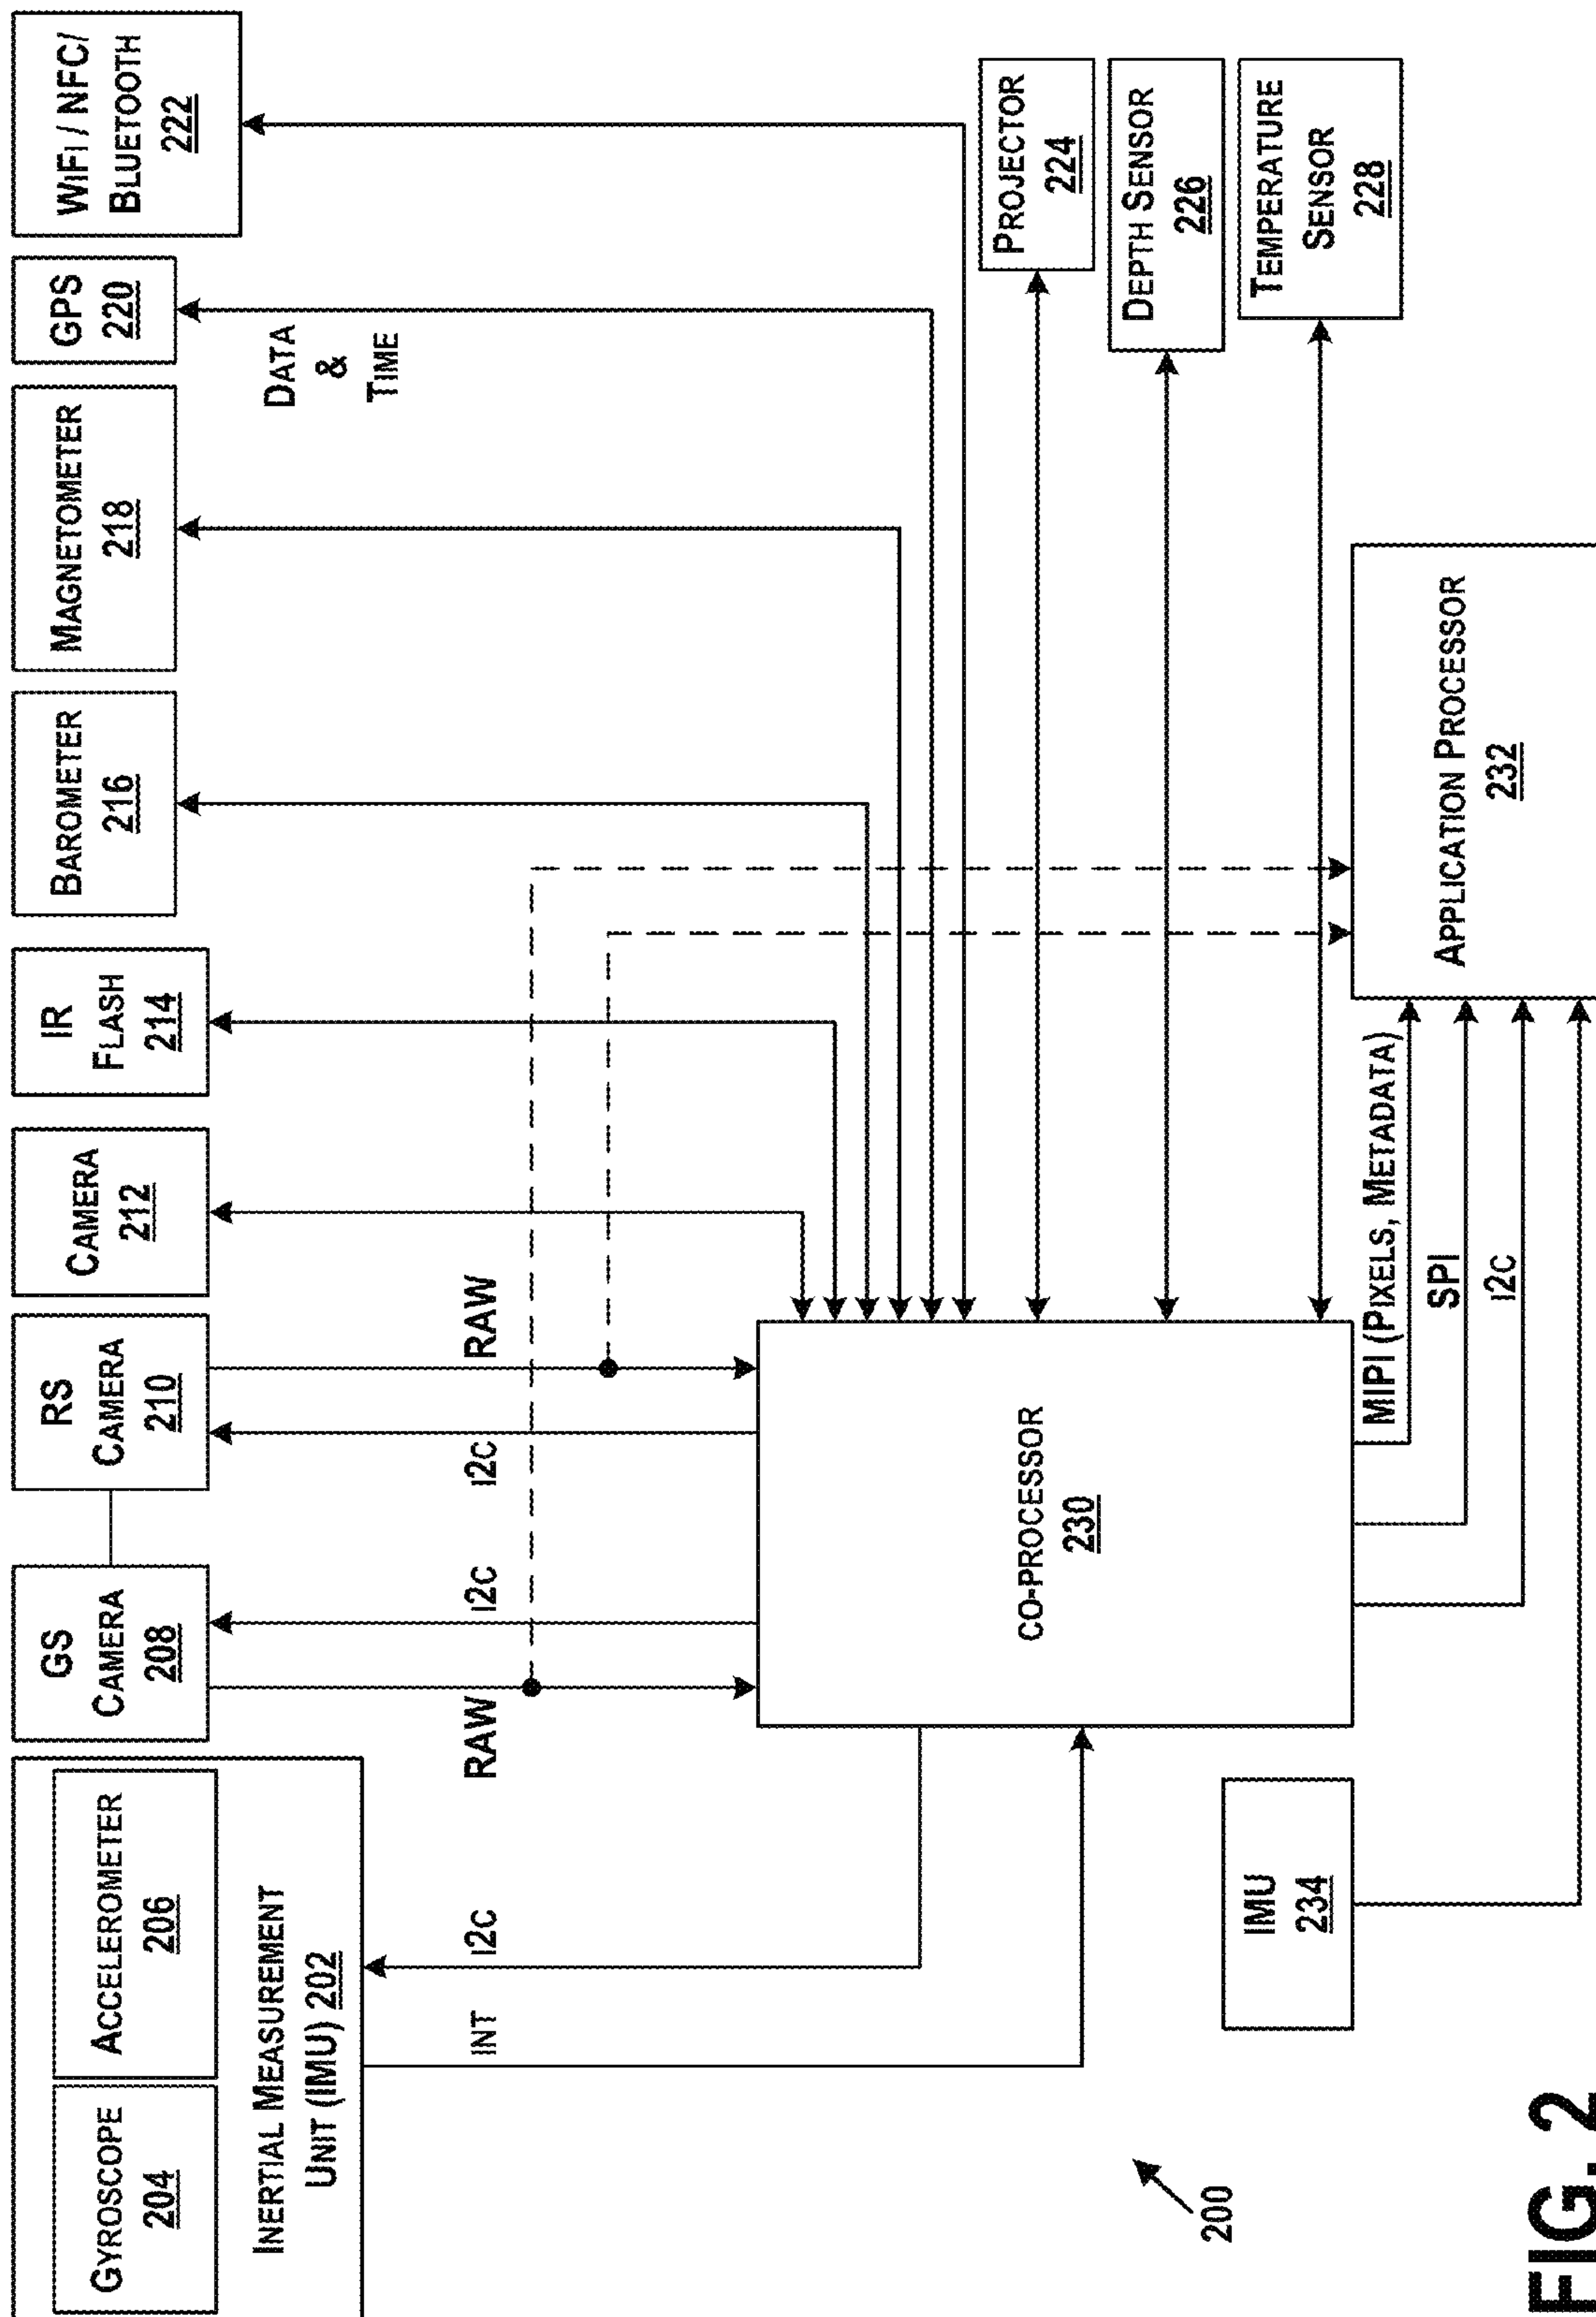 GYROSCOPE
204
ACCELEROMETER
206
INERTIAL MEASUREMENT
UNIT (IMU) 202
GS
CAMERA
208
RS
CAMERA
210
CAMERA
212
IR
FLASH
214
BAROMETER
216
MAGNETOMETER
218
GPS
220
WIFI / NFC/
BLUETOOTH
222
DATA
&
TIME
INT
I2C
RAW
I2C
I2C
RAW
CO-PROCESSOR
230
PROJECTOR
224
DEPTH SENSOR
226
TEMPERATURE
SENSOR
228
IMU
234
MIPI (PIXELS, METADATA)
SPI
I2C
APPLICATION PROCESSOR
232
200
FIG. 2